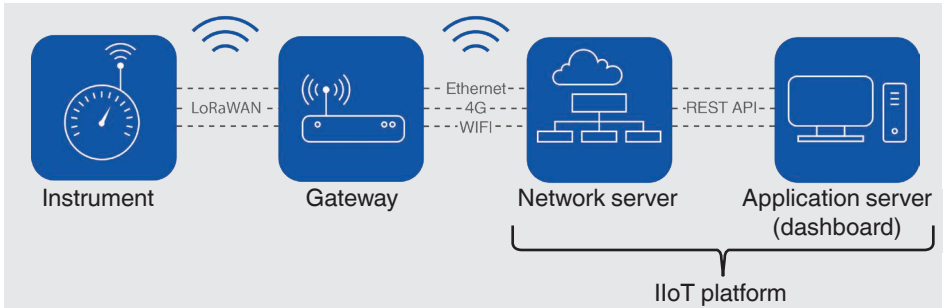 Ethernet
LoRaWAN
4G
REST API
WIFI
Instrument
Gateway
Network server
Application server
(dashboard)
IIoT platform